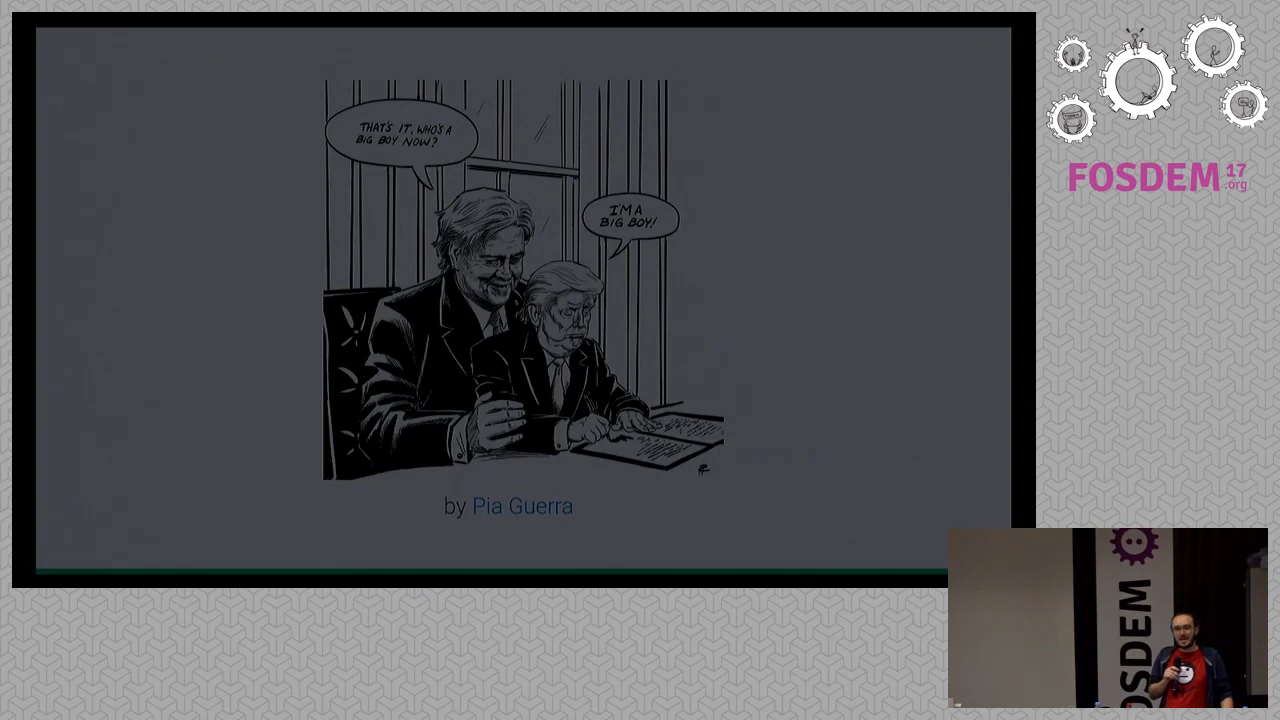 THAT'S IT, WHO'S A
BIG BOY NOW?
I'M A
BIG BOY!
by Pia Guerra
FOSDEM 17
.org
FOSDEM